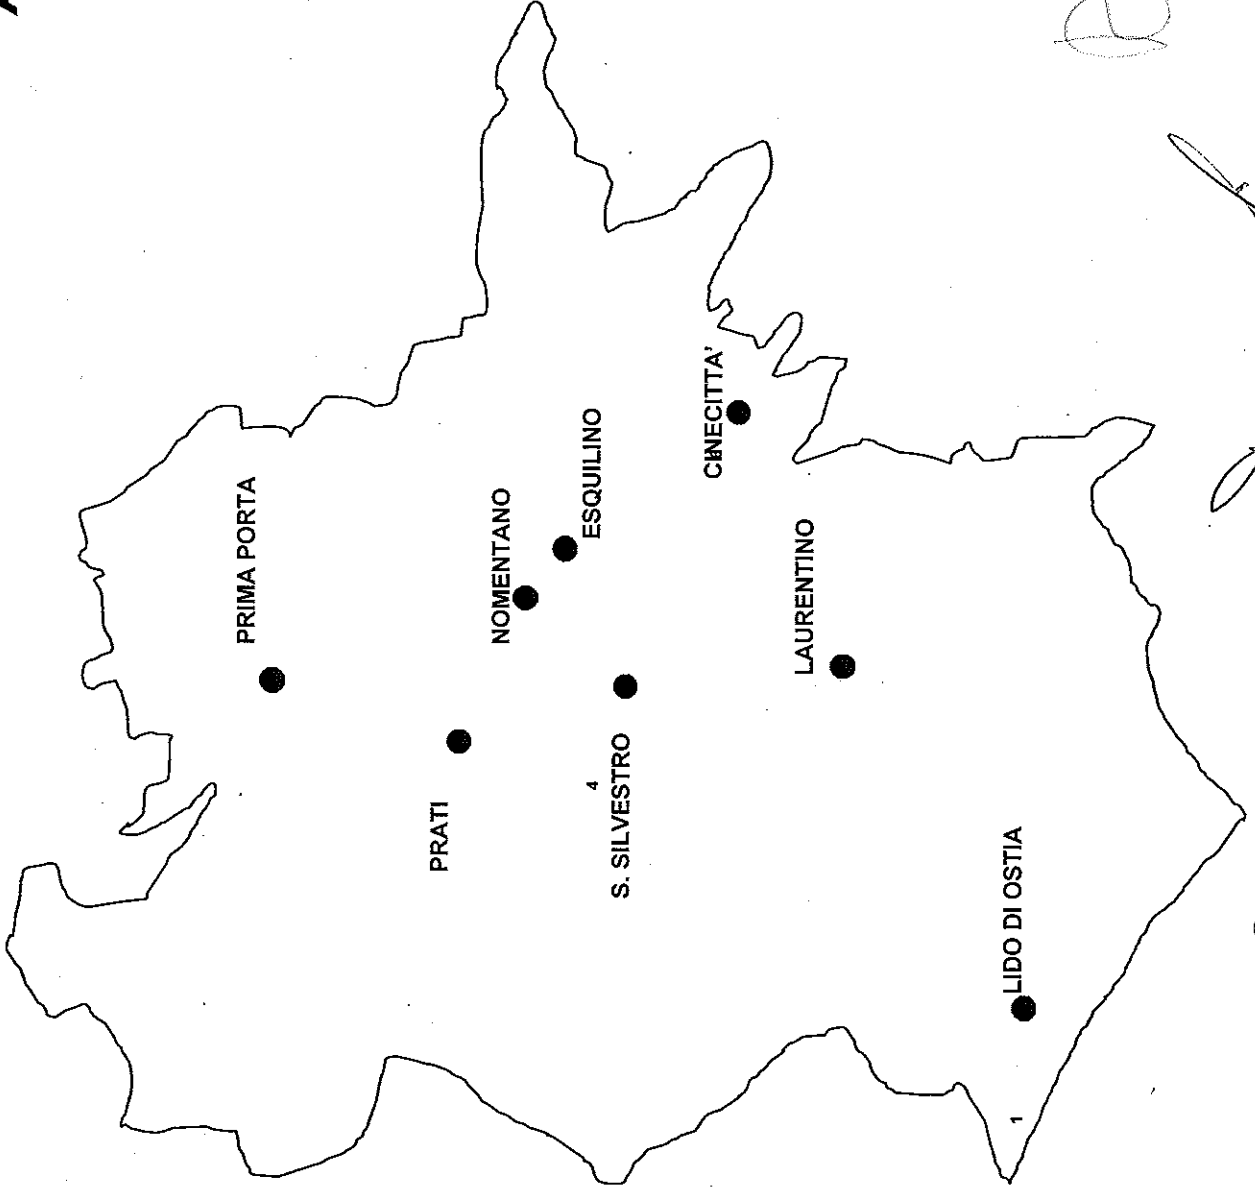 PRIMA PORTA
NOMENTANO
ESQUILINO
CINECITTA'
PRATI
4
S. SILVESTRO
LAURENTINO
LIDO DI OSTIA
1